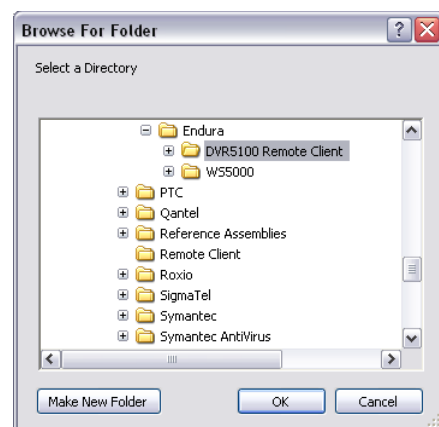 Browse For Folder
Select a Directory
Endura
DVR5100 Remote Client
WS5000
PTC
Qantel
Reference Assemblies
Remote Client
Roxio
SigmaTel
Symantec
Symantec AntiVirus
Make New Folder
OK
Cancel